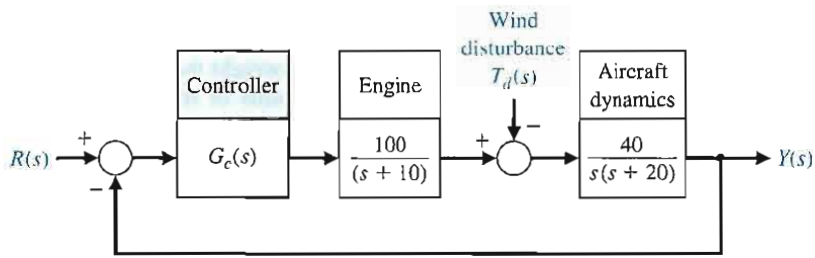 Wind
disturbance
T_d(s)
Controller
Engine
Aircraft
dynamics
R(s)
+
−
G_c(s)
100
(s + 10)
+
−
40
s(s + 20)
Y(s)